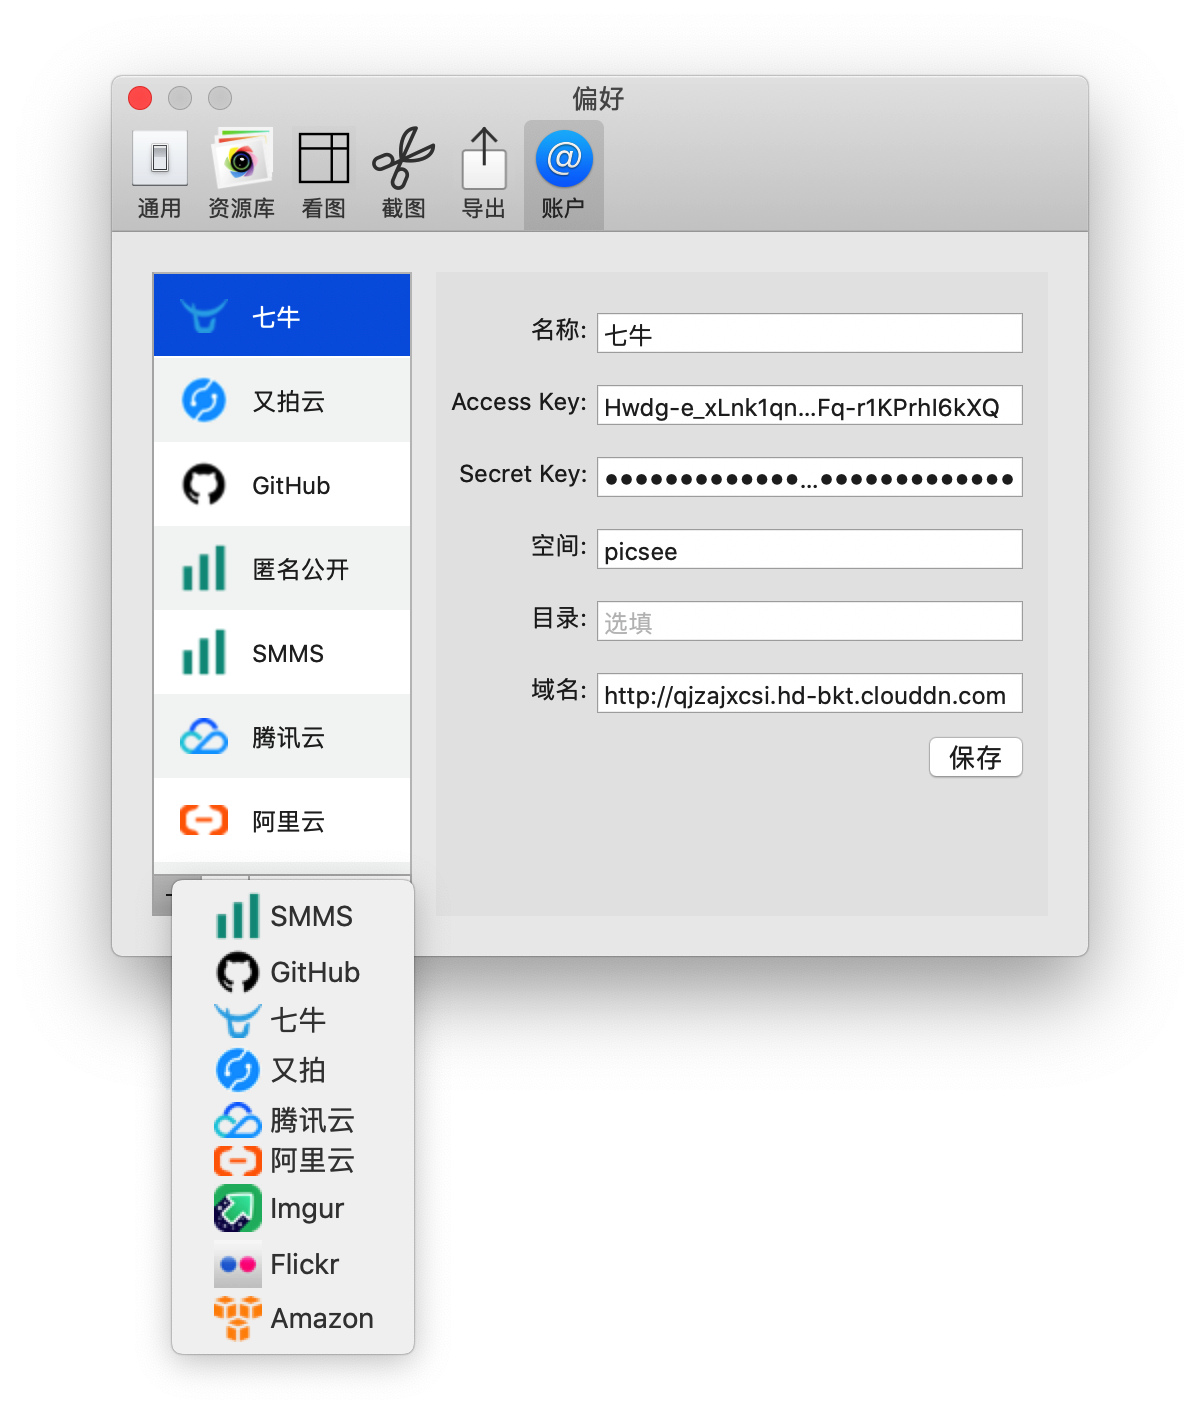 偏好
通用 资源库 看图 截图 导出 账户
七牛
又拍云
GitHub
匿名公开
SMMS
腾讯云
阿里云
名称: 七牛
Access Key: Hwdg-e_xLnk1qn...Fq-r1KPrhI6kXQ
Secret Key: ●●●●●●●●●●●●●...●●●●●●●●●●●●●
空间: picsee
目录: 选填
域名: http://qjzajxcsi.hd-bkt.clouddn.com
保存
SMMS
GitHub
七牛
又拍
腾讯云
阿里云
Imgur
Flickr
Amazon